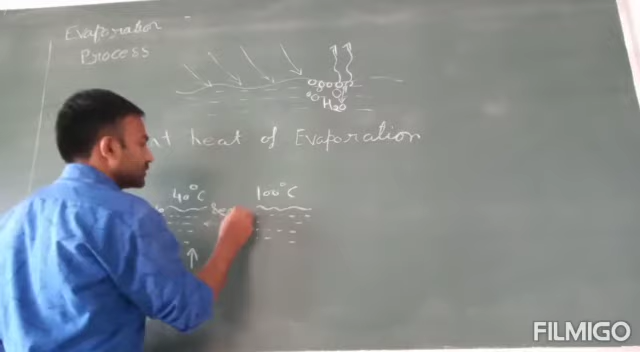 Evaporation
Process
H2O
nt heat of Evaporation
40°C
100°C
FILMIGO